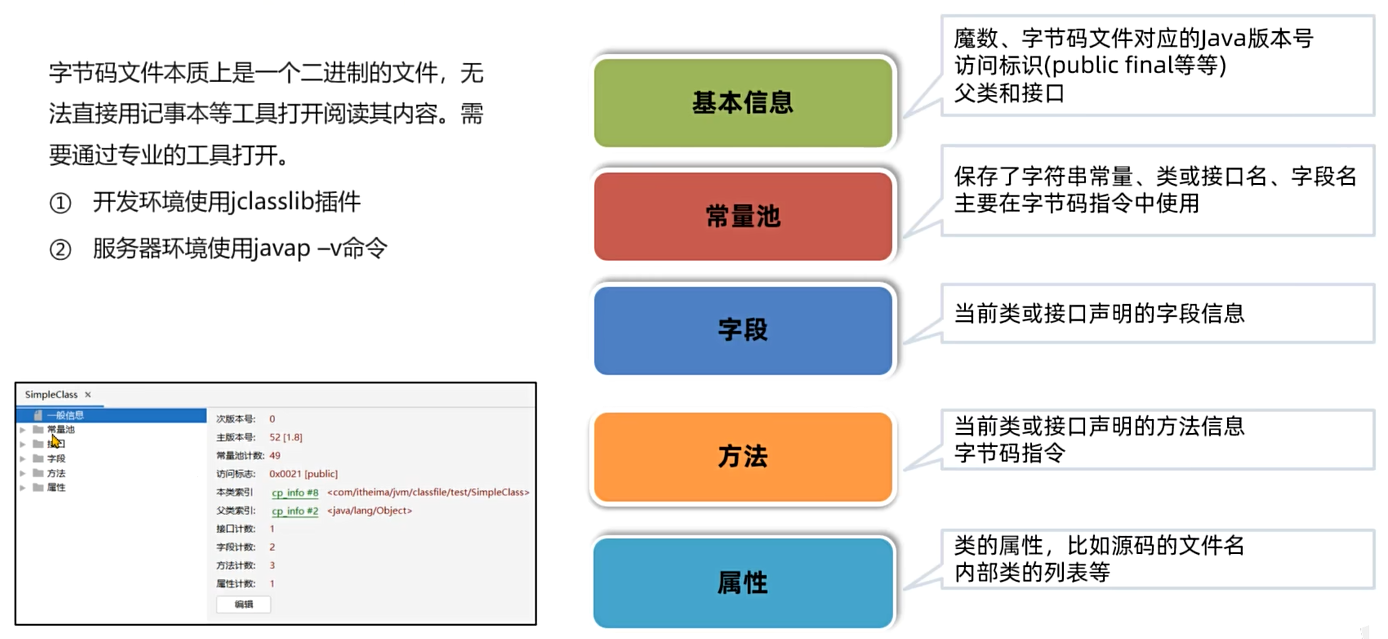 字节码文件本质上是一个二进制的文件，无
法直接用记事本等工具打开阅读其内容。需
要通过专业的工具打开。
① 开发环境使用jclasslib插件
② 服务器环境使用javap –v命令
基本信息
魔数、字节码文件对应的Java版本号
访问标识(public final等等)
父类和接口
常量池
保存了字符串常量、类或接口名、字段名
主要在字节码指令中使用
字段
当前类或接口声明的字段信息
方法
当前类或接口声明的方法信息
字节码指令
属性
类的属性，比如源码的文件名
内部类的列表等
SimpleClass ×
一般信息
常量池
接口
字段
方法
属性
次版本号: 0
主版本号: 52 [1.8]
常量池计数: 49
访问标志: 0x0021 [public]
本类索引 cp_info #8 <com/itheima/jvm/classfile/test/SimpleClass>
父类索引: cp_info #2 <java/lang/Object>
接口计数: 1
字段计数: 2
方法计数: 3
属性计数: 1
编辑